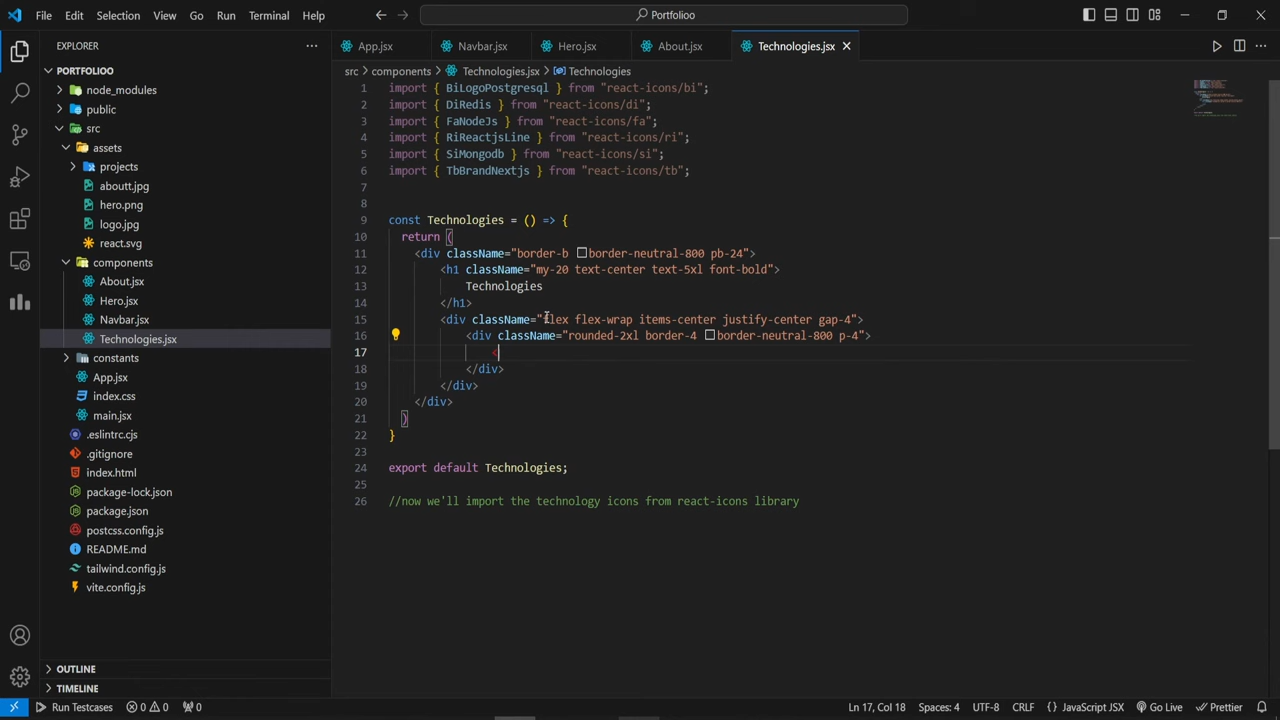 File Edit Selection View Go Run Terminal Help Portfolioo
EXPLORER
PORTFOLIOO
node_modules
public
src
assets
projects
aboutt.jpg
hero.png
logo.jpg
react.svg
components
About.jsx
Hero.jsx
Navbar.jsx
Technologies.jsx
constants
App.jsx
index.css
main.jsx
.eslintrc.cjs
.gitignore
index.html
package-lock.json
package.json
postcss.config.js
README.md
tailwind.config.js
vite.config.js
OUTLINE
TIMELINE
App.jsx Navbar.jsx Hero.jsx About.jsx Technologies.jsx
src > components > Technologies.jsx > Technologies
1 import { BiLogoPostgresql } from "react-icons/bi";
2 import { DiRedis } from "react-icons/di";
3 import { FaNodeJs } from "react-icons/fa";
4 import { RiReactjsLine } from "react-icons/ri";
5 import { SiMongodb } from "react-icons/si";
6 import { TbBrandNextjs } from "react-icons/tb";
7
8
9 const Technologies = () => {
10 return (
11 <div className="border-b border-neutral-800 pb-24">
12 <h1 className="my-20 text-center text-5xl font-bold">
13 Technologies
14 </h1>
15 <div className="flex flex-wrap items-center justify-center gap-4">
16 <div className="rounded-2xl border-4 border-neutral-800 p-4">
17 <
18 </div>
19 </div>
20 </div>
21 )
22 }
23
24 export default Technologies;
25
26 //now we'll import the technology icons from react-icons library
Run Testcases 0 0 0 Ln 17, Col 18 Spaces: 4 UTF-8 CRLF { } JavaScript JSX Go Live Prettier